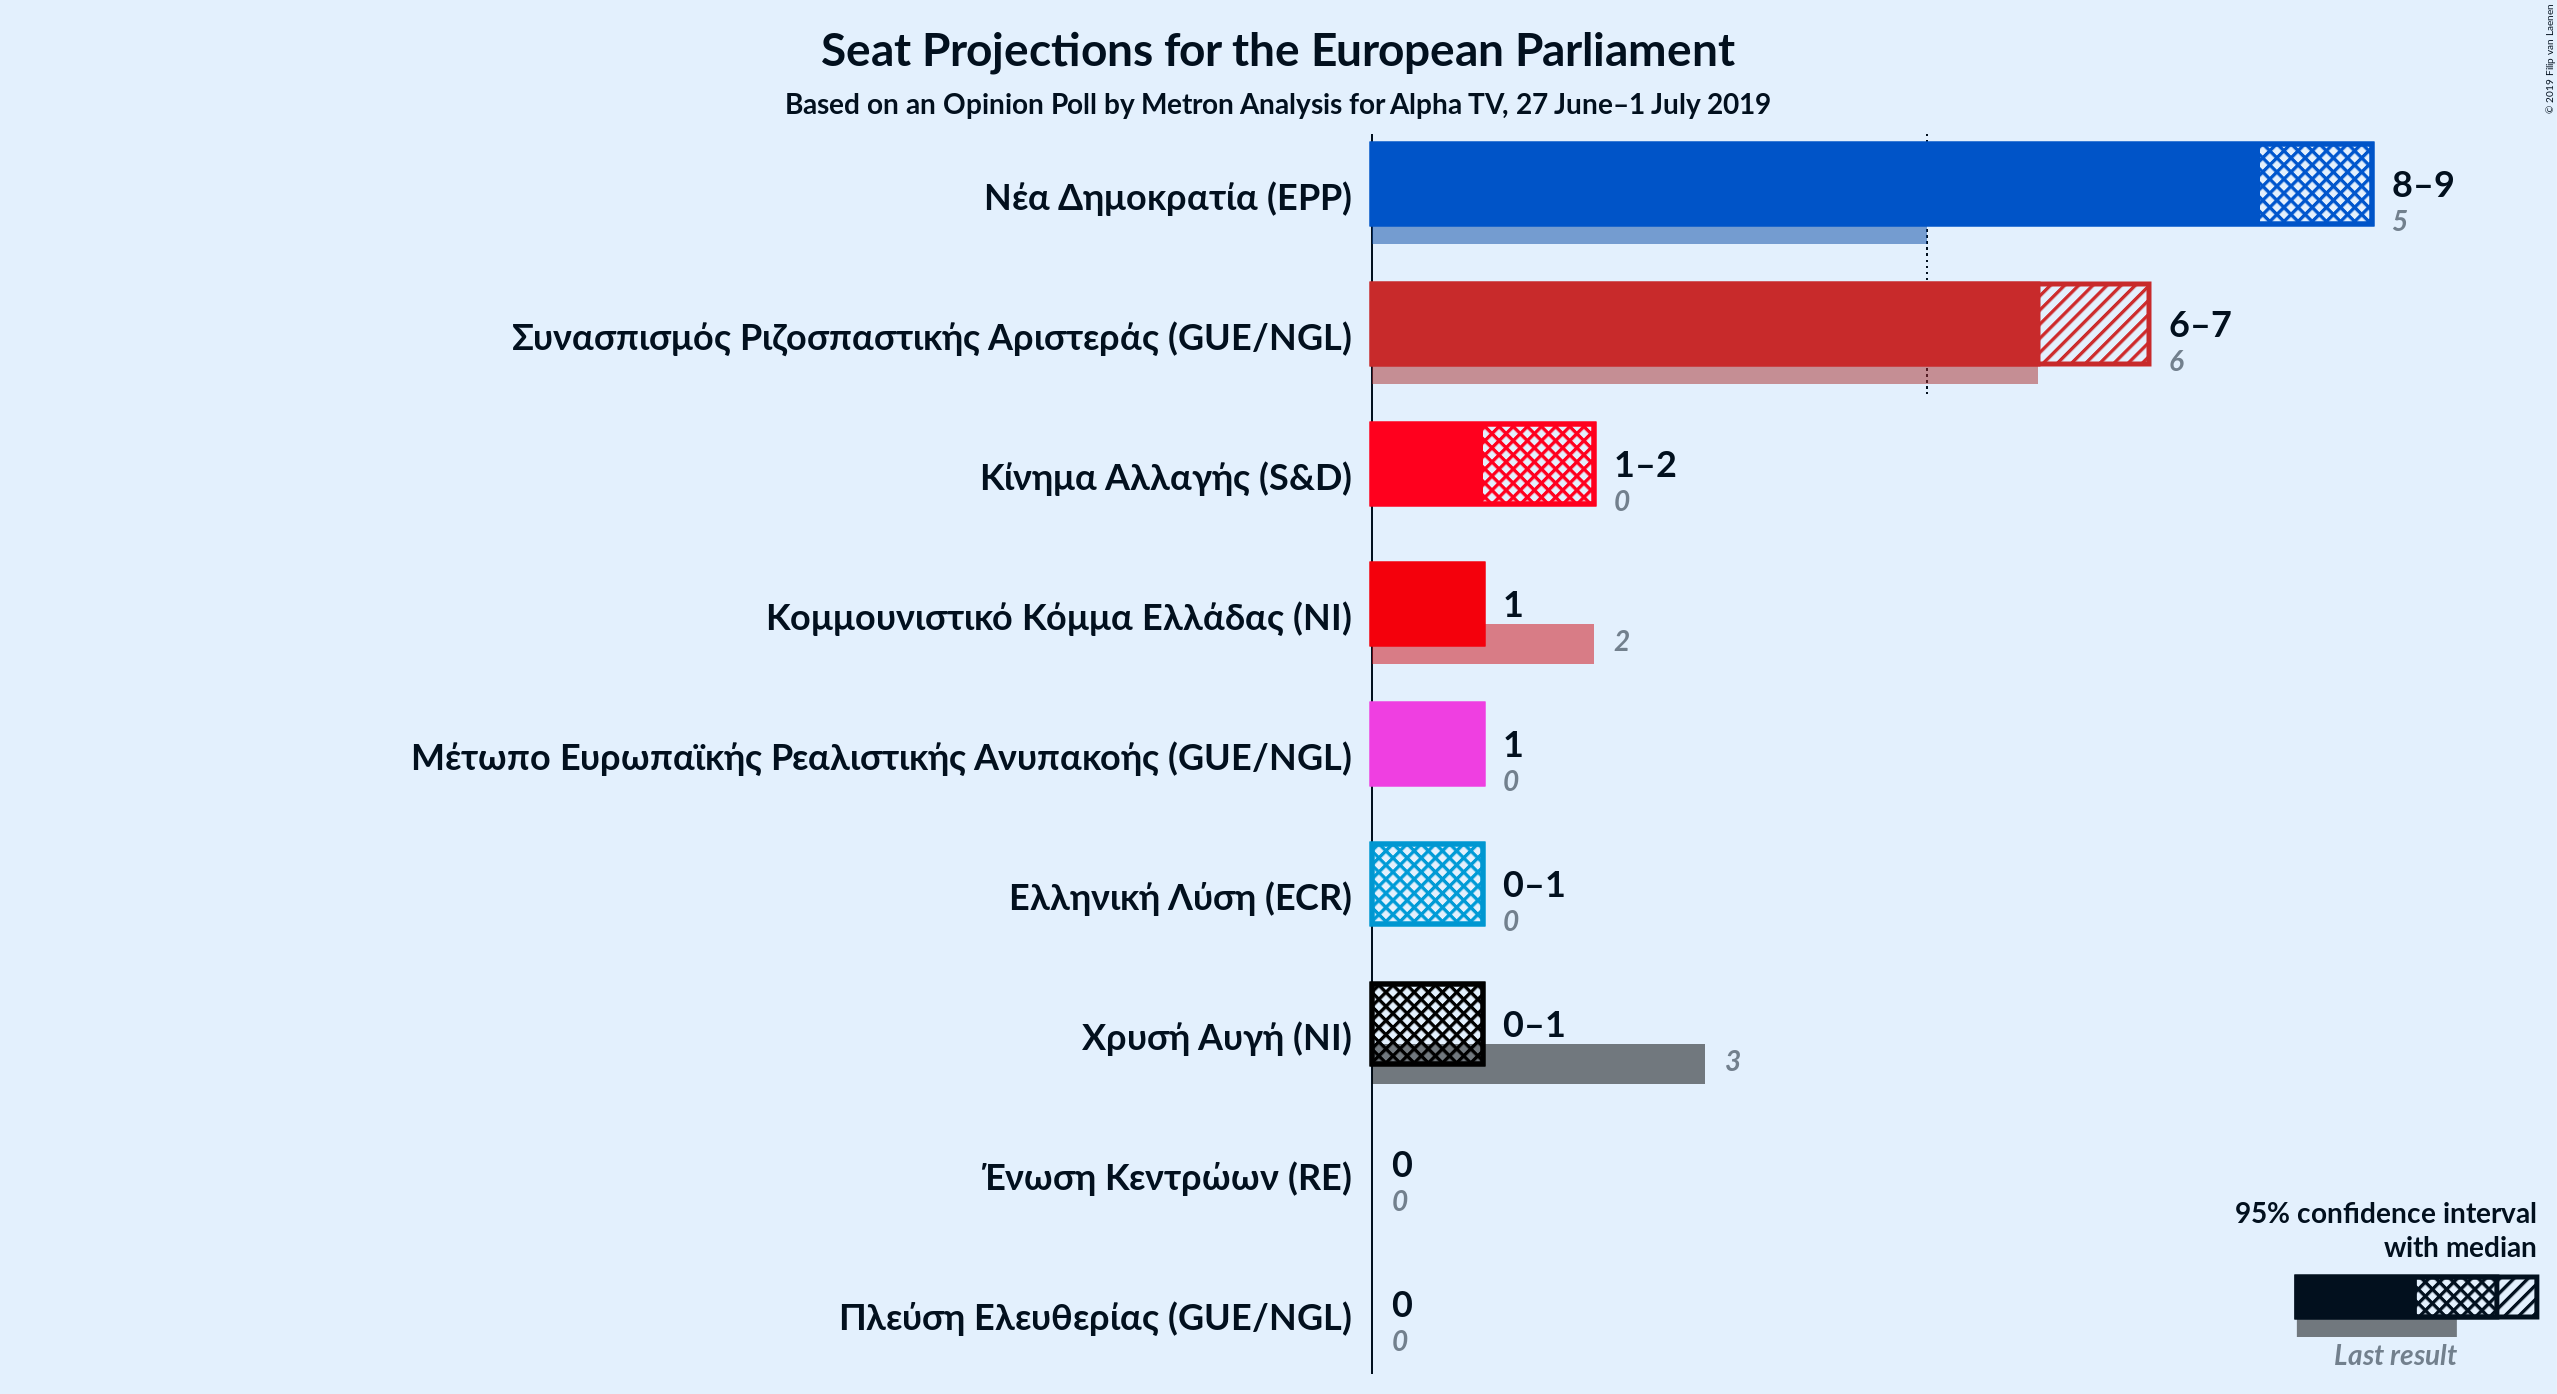 Seat Projections for the European Parliament
Based on an Opinion Poll by Metron Analysis for Alpha TV, 27 June–1 July 2019
© 2019 Filip van Laenen
Νέα Δημοκρατία (EPP)
8–9
5
Συνασπισμός Ριζοσπαστικής Αριστεράς (GUE/NGL)
6–7
6
Κίνημα Αλλαγής (S&D)
1–2
0
Κομμουνιστικό Κόμμα Ελλάδας (NI)
1
2
Μέτωπο Ευρωπαϊκής Ρεαλιστικής Ανυπακοής (GUE/NGL)
1
0
Ελληνική Λύση (ECR)
0–1
0
Χρυσή Αυγή (NI)
0–1
3
Ένωση Κεντρώων (RE)
0
0
Πλεύση Ελευθερίας (GUE/NGL)
0
0
95% confidence interval
with median
Last result